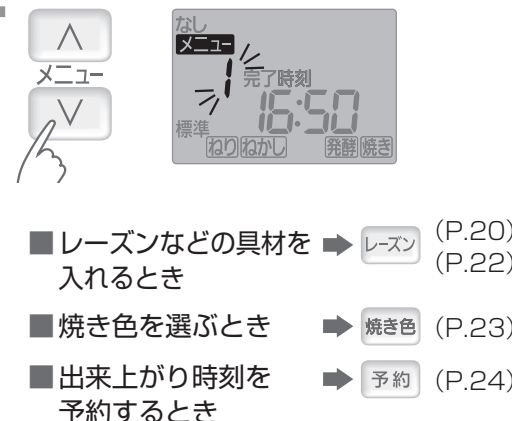 メニュー
なし
メニュー
1
完了時刻
16:50
標準
ねり ねかし 発酵 焼き
■レーズンなどの具材を ➡ レーズン (P.20)
入れるとき (P.22)
■焼き色を選ぶとき ➡ 焼き色 (P.23)
■出来上がり時刻を ➡ 予約 (P.24)
予約するとき